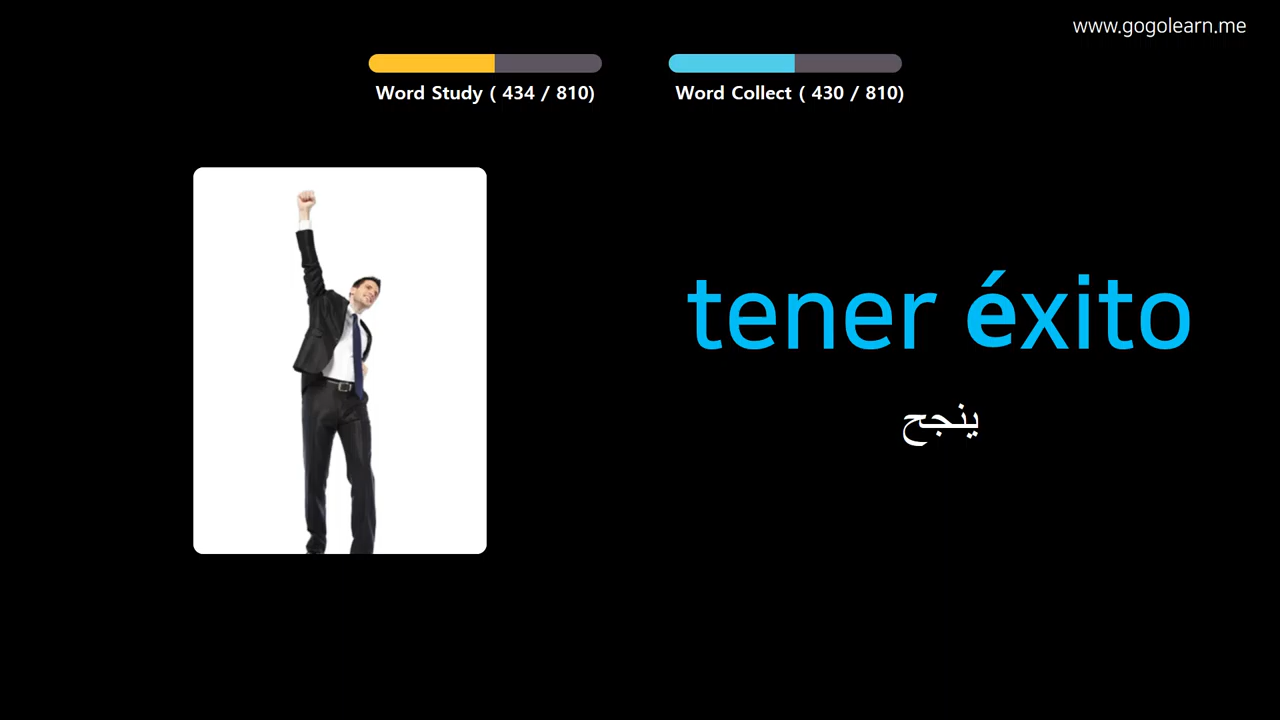 www.gogolearn.me
Word Study ( 434 / 810)
Word Collect ( 430 / 810)
tener éxito
ينجح